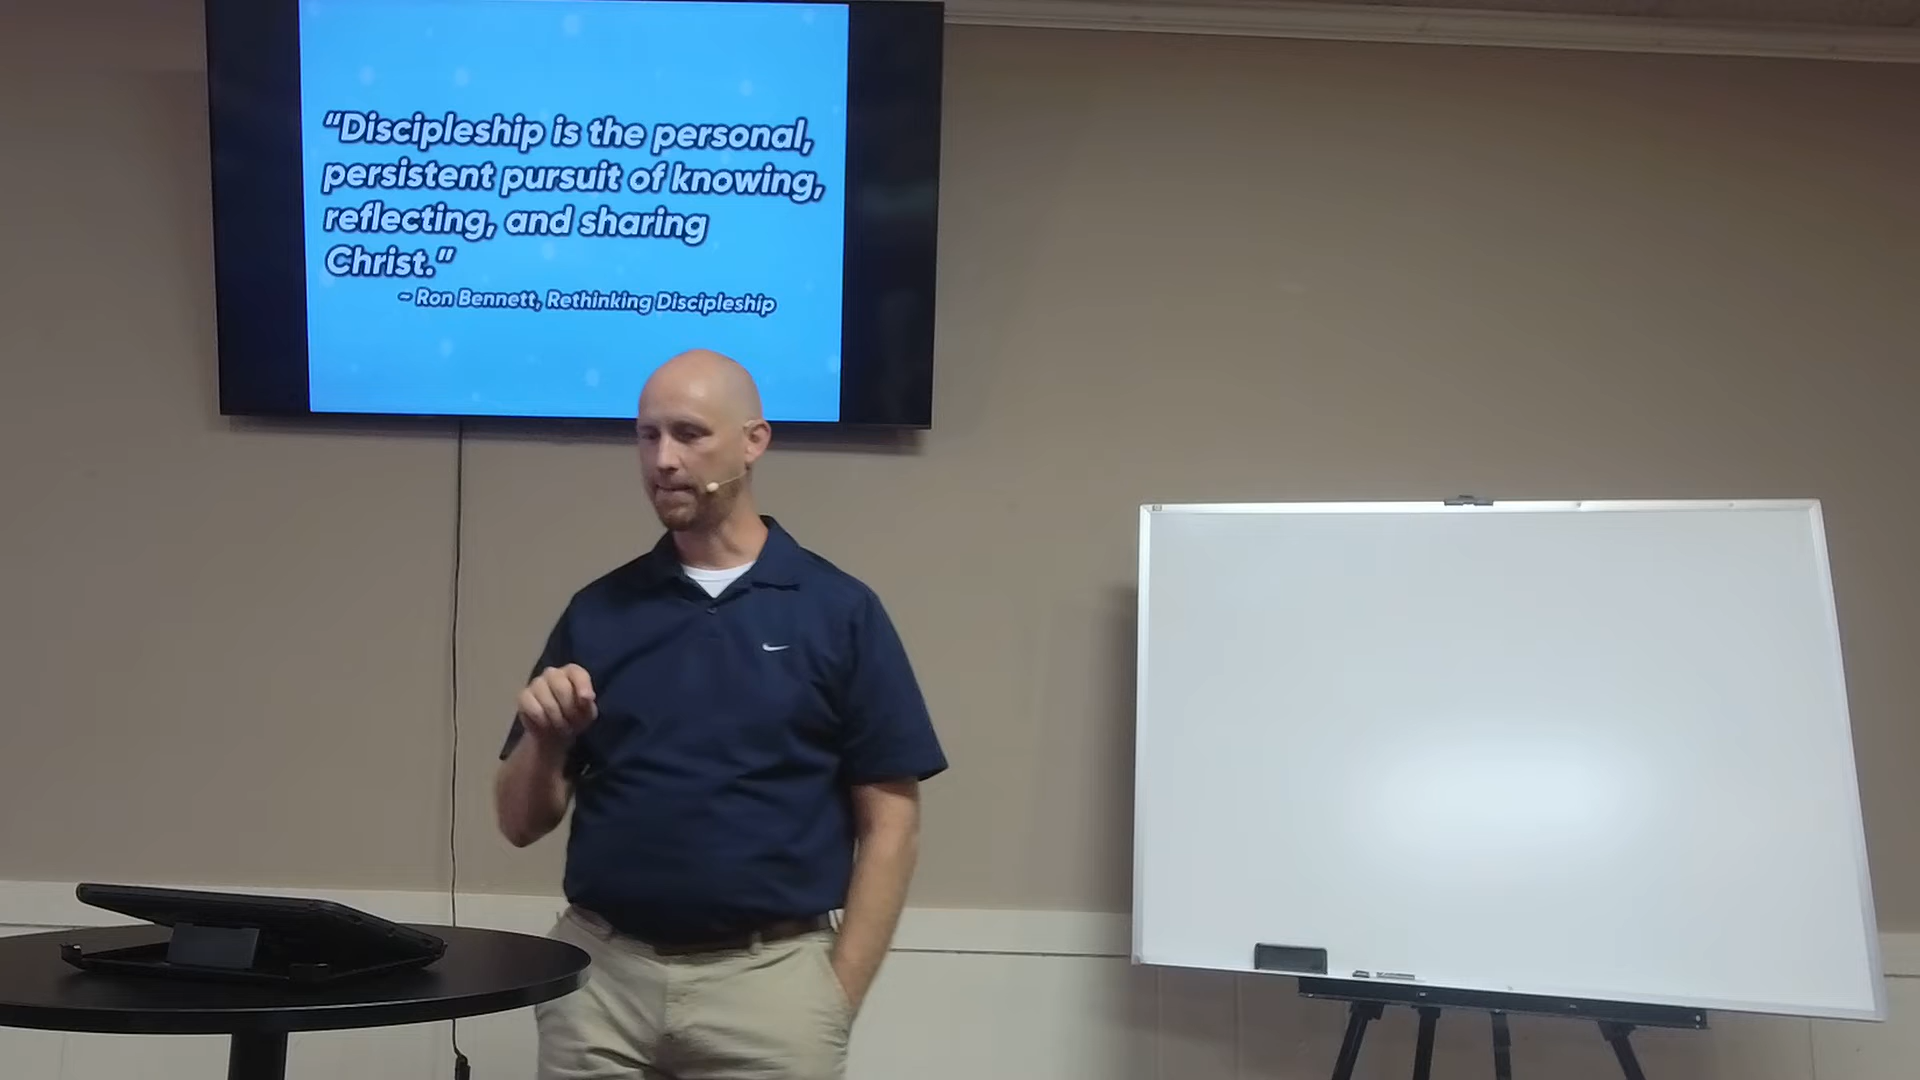 “Discipleship is the personal,
persistent pursuit of knowing,
reflecting, and sharing
Christ.”
~ Ron Bennett, Rethinking Discipleship